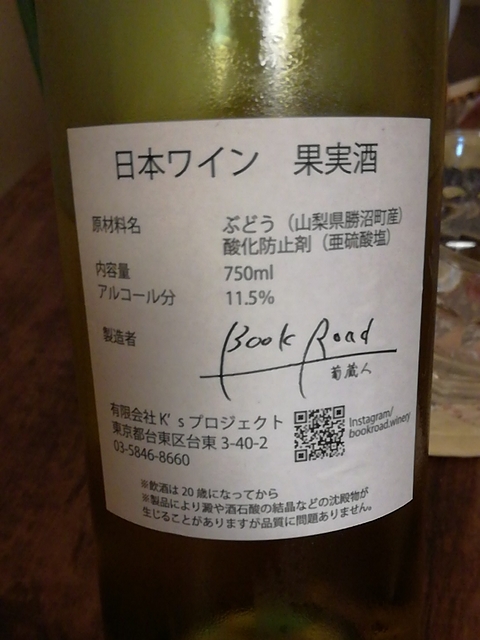 日本ワイン 果実酒
原材料名 ぶどう（山梨県勝沼町産）
酸化防止剤（亜硫酸塩）
内容量 750ml
アルコール分 11.5%
製造者 Book Road
葡蔵人
有限会社K's プロジェクト
東京都台東区台東 3-40-2
03-5846-8660
Instagram/
bookroad.winery
※飲酒は 20 歳になってから
※製品により澱や酒石酸の結晶などの沈殿物が
生じることがありますが品質に問題ありません。